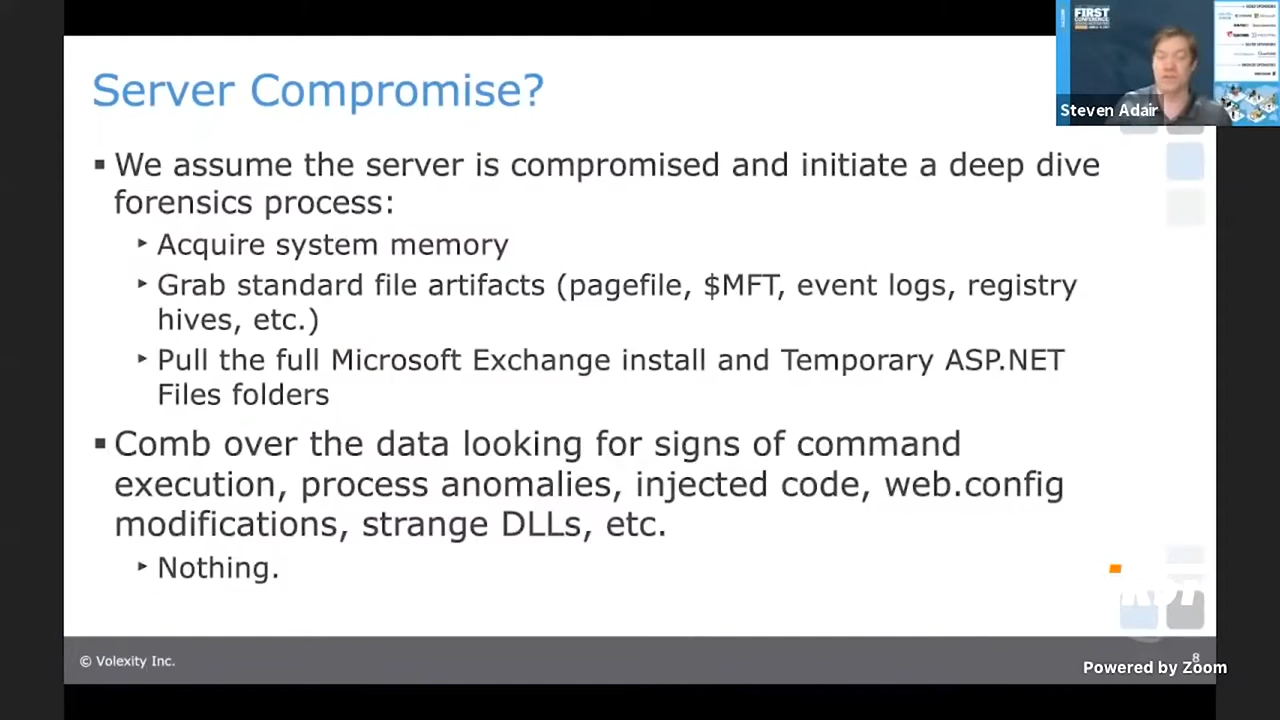 Server Compromise?
▪ We assume the server is compromised and initiate a deep dive
forensics process:
‣ Acquire system memory
‣ Grab standard file artifacts (pagefile, $MFT, event logs, registry
hives, etc.)
‣ Pull the full Microsoft Exchange install and Temporary ASP.NET
Files folders
▪ Comb over the data looking for signs of command
execution, process anomalies, injected code, web.config
modifications, strange DLLs, etc.
‣ Nothing.
© Volexity Inc.
8
FIRST
CONFERENCE
Steven Adair
Powered by Zoom